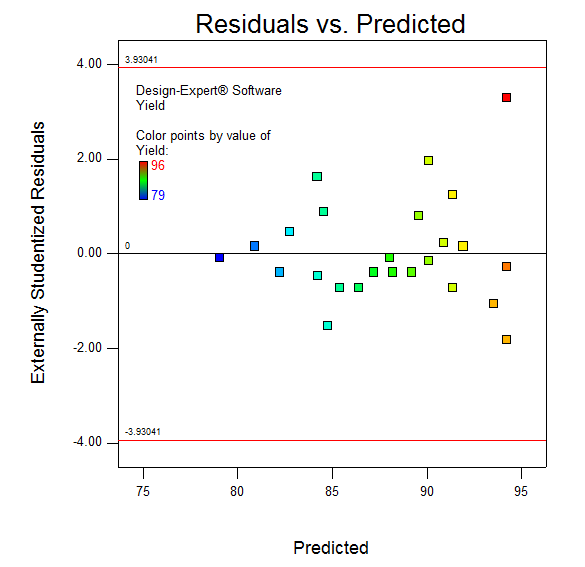 Residuals vs. Predicted
4.00
3.93041
Design-Expert® Software
Yield
Color points by value of
Yield:
96
79
2.00
0.00
0
-2.00
-3.93041
-4.00
75
80
85
90
95
Predicted
Externally Studentized Residuals